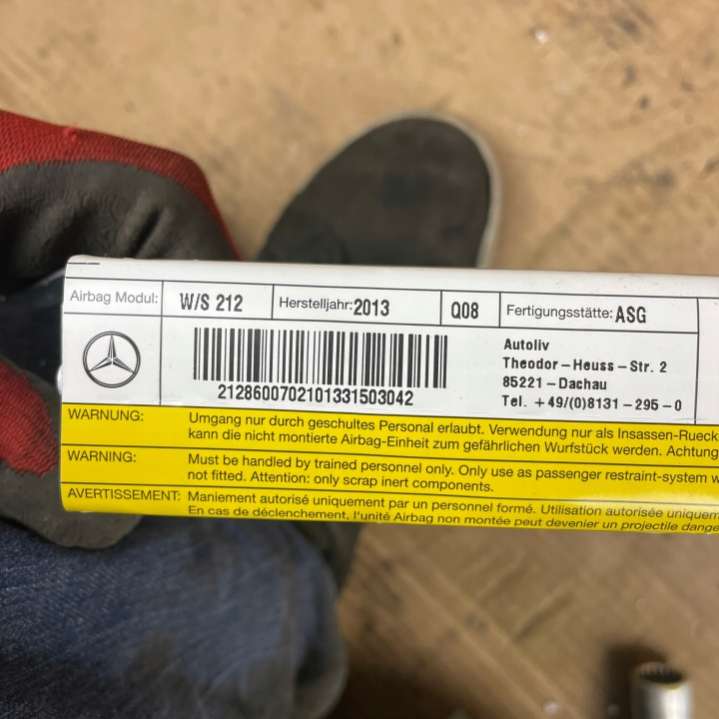 Airbag Modul: W/S 212 Herstelljahr: 2013 Q08 Fertigungsstätte: ASG
Autoliv
Theodor-Heuss-Str. 2
85221-Dachau
Tel. +49/(0)8131-295-0
2128600702101331503042
WARNUNG: Umgang nur durch geschultes Personal erlaubt. Verwendung nur als Insassen-Rueck
kann die nicht montierte Airbag-Einheit zum gefährlichen Wurfstück werden. Achtung
WARNING: Must be handled by trained personnel only. Only use as passenger restraint-system w
not fitted. Attention: only scrap inert components.
AVERTISSEMENT: Maniement autorisé uniquement par un personnel formé. Utilisation autorisée uniquem
En cas de déclenchement, l'unité Airbag non montée peut devenier un projectile dange